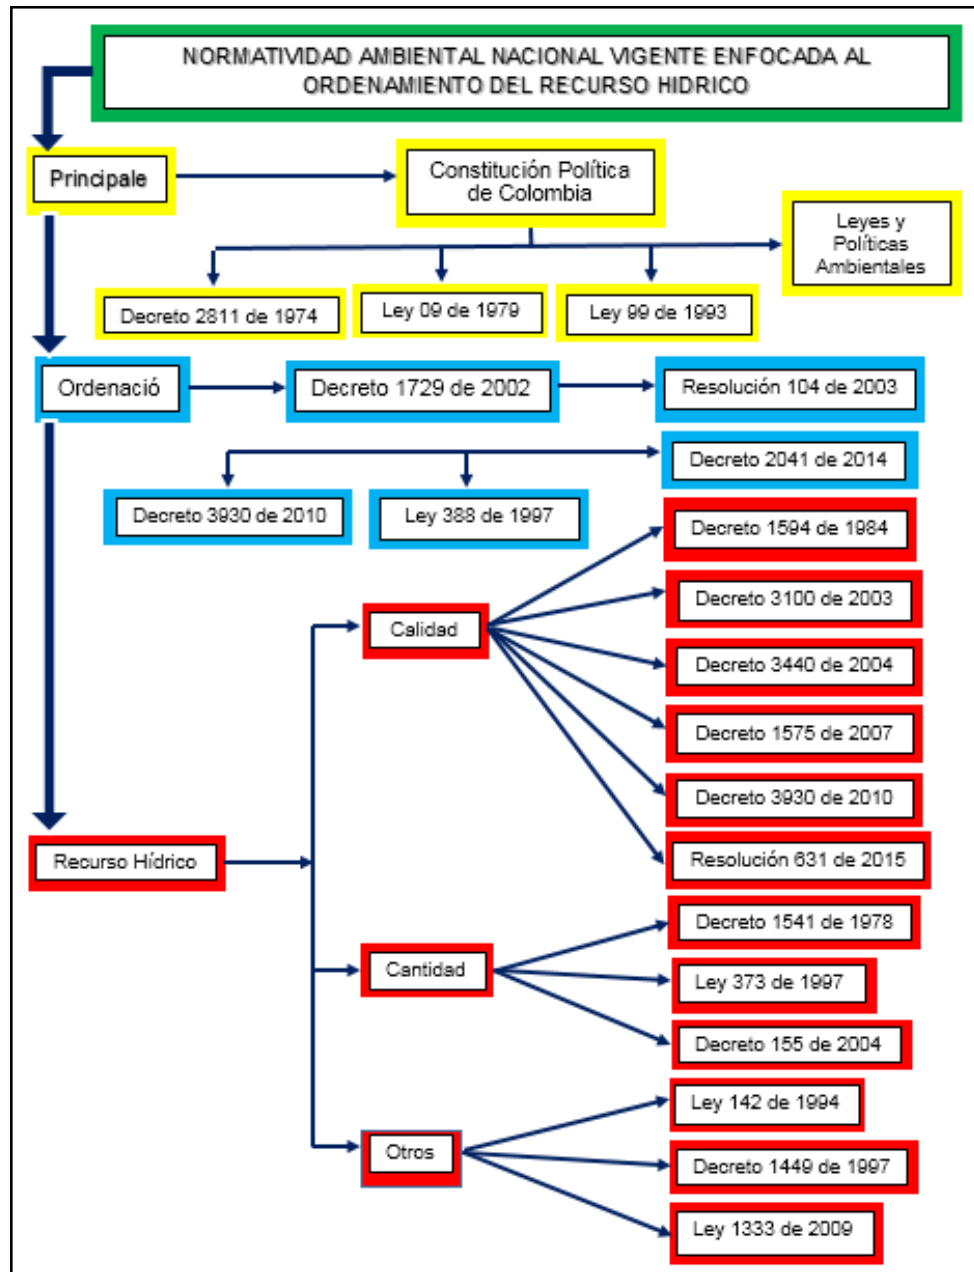 NORMATIVIDAD AMBIENTAL NACIONAL VIGENTE ENFOCADA AL
ORDENAMIENTO DEL RECURSO HIDRICO
Principale
Constitución Política
de Colombia
Leyes y
Políticas
Ambientales
Decreto 2811 de 1974
Ley 09 de 1979
Ley 99 de 1993
Ordenació
Decreto 1729 de 2002
Resolución 104 de 2003
Decreto 2041 de 2014
Decreto 3930 de 2010
Ley 388 de 1997
Recurso Hídrico
Calidad
Decreto 1594 de 1984
Decreto 3100 de 2003
Decreto 3440 de 2004
Decreto 1575 de 2007
Decreto 3930 de 2010
Resolución 631 de 2015
Cantidad
Decreto 1541 de 1978
Ley 373 de 1997
Decreto 155 de 2004
Otros
Ley 142 de 1994
Decreto 1449 de 1997
Ley 1333 de 2009